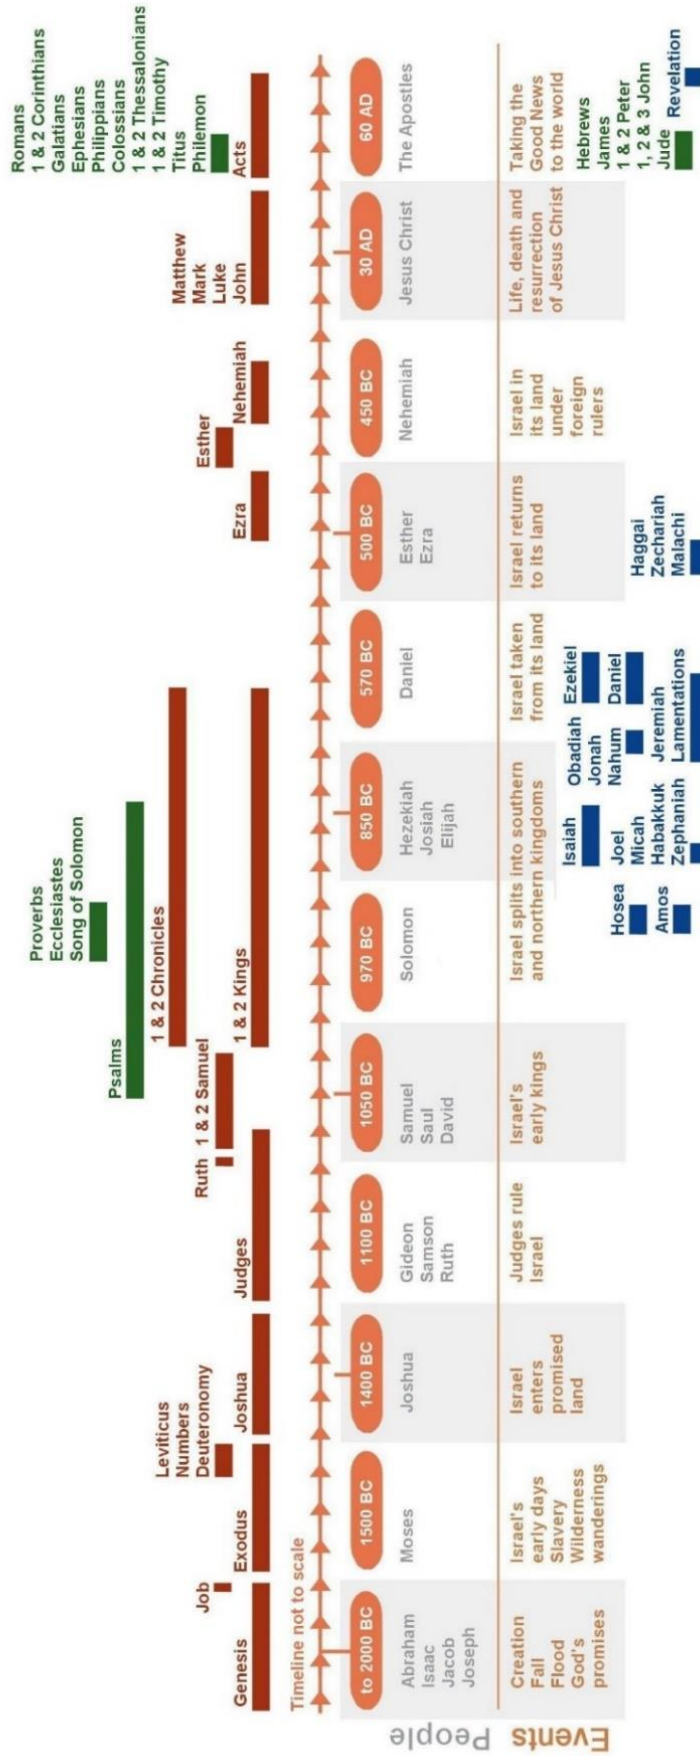 Proverbs
Ecclesiastes
Song of Solomon
Psalms
1 & 2 Chronicles
Romans
1 & 2 Corinthians
Galatians
Ephesians
Philippians
Colossians
1 & 2 Thessalonians
1 & 2 Timothy
Titus
Philemon
Matthew
Mark
Luke
John
Acts
Leviticus
Numbers
Deuteronomy
Job
Ruth
1 & 2 Samuel
Esther
Genesis
Exodus
Joshua
Judges
1 & 2 Kings
Ezra
Nehemiah
Timeline not to scale
to 2000 BC
1500 BC
1400 BC
1100 BC
1050 BC
970 BC
850 BC
570 BC
500 BC
450 BC
30 AD
60 AD
People
Abraham
Isaac
Jacob
Joseph
Moses
Joshua
Gideon
Samson
Ruth
Samuel
Saul
David
Solomon
Hezekiah
Josiah
Elijah
Daniel
Esther
Ezra
Nehemiah
Jesus Christ
The Apostles
Events
Creation
Fall
Flood
God's
promises
Israel's
early days
Slavery
Wilderness
wanderings
Israel
enters
promised
land
Judges rule
Israel
Israel's
early kings
Israel splits into southern
and northern kingdoms
Israel taken
from its land
Israel returns
to its land
Israel in
its land
under
foreign
rulers
Life, death and
resurrection
of Jesus Christ
Taking the
Good News
to the world
Hosea
Amos
Isaiah
Joel
Micah
Habakkuk
Zephaniah
Obadiah
Jonah
Nahum
Jeremiah
Lamentations
Ezekiel
Daniel
Haggai
Zechariah
Malachi
Hebrews
James
1 & 2 Peter
1, 2 & 3 John
Jude
Revelation